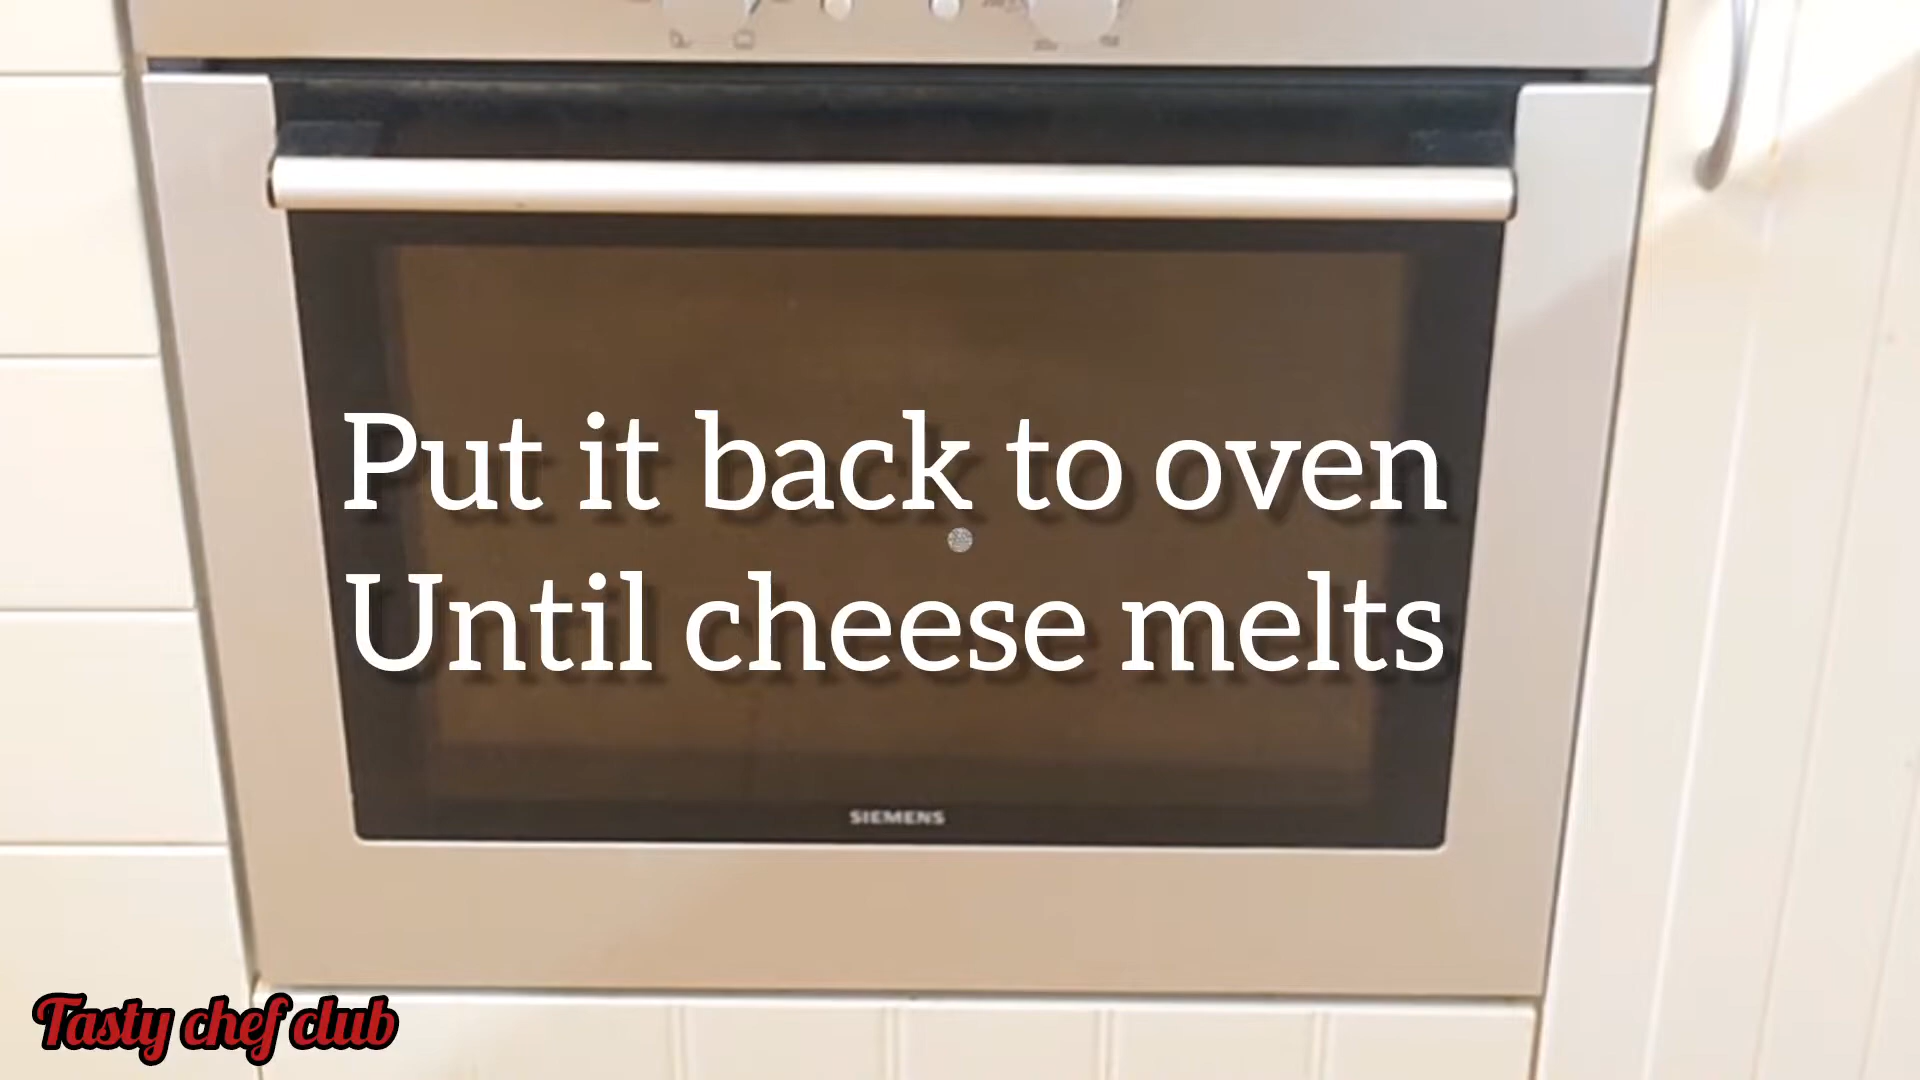 Put it back to oven
Until cheese melts
SIEMENS
Tasty chef club